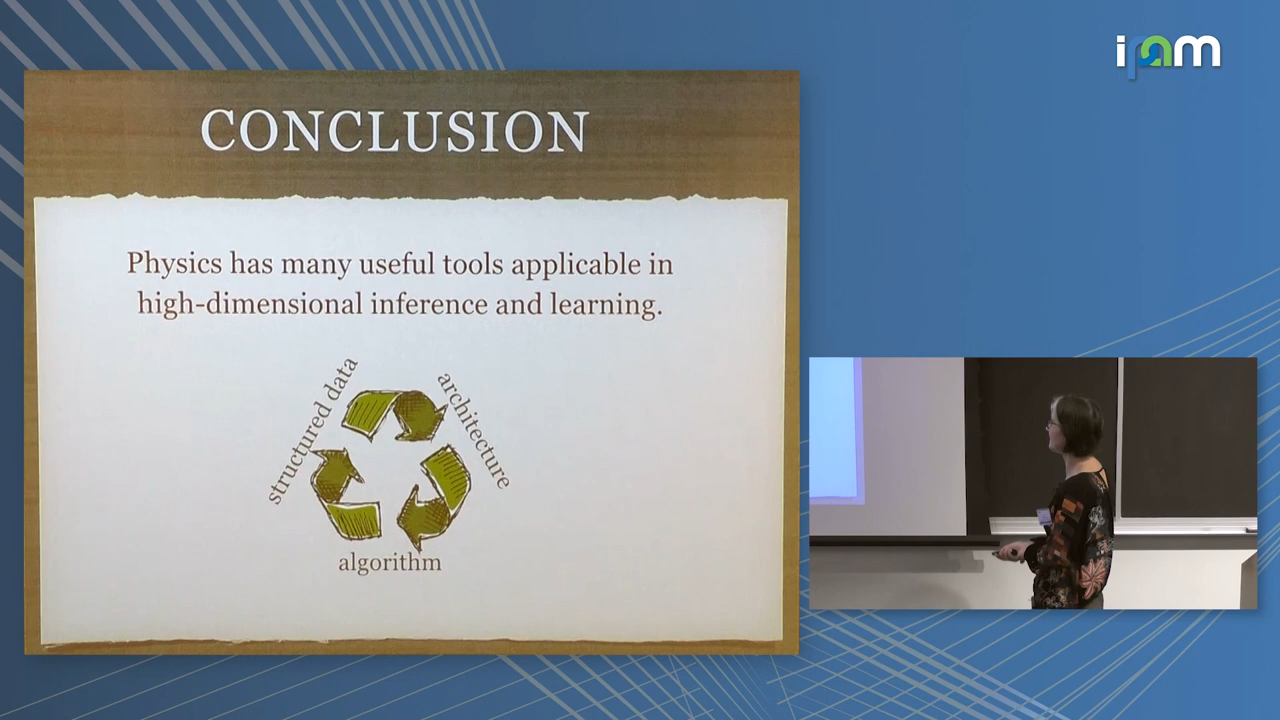 ipam
CONCLUSION
Physics has many useful tools applicable in
high-dimensional inference and learning.
structured data
architecture
algorithm